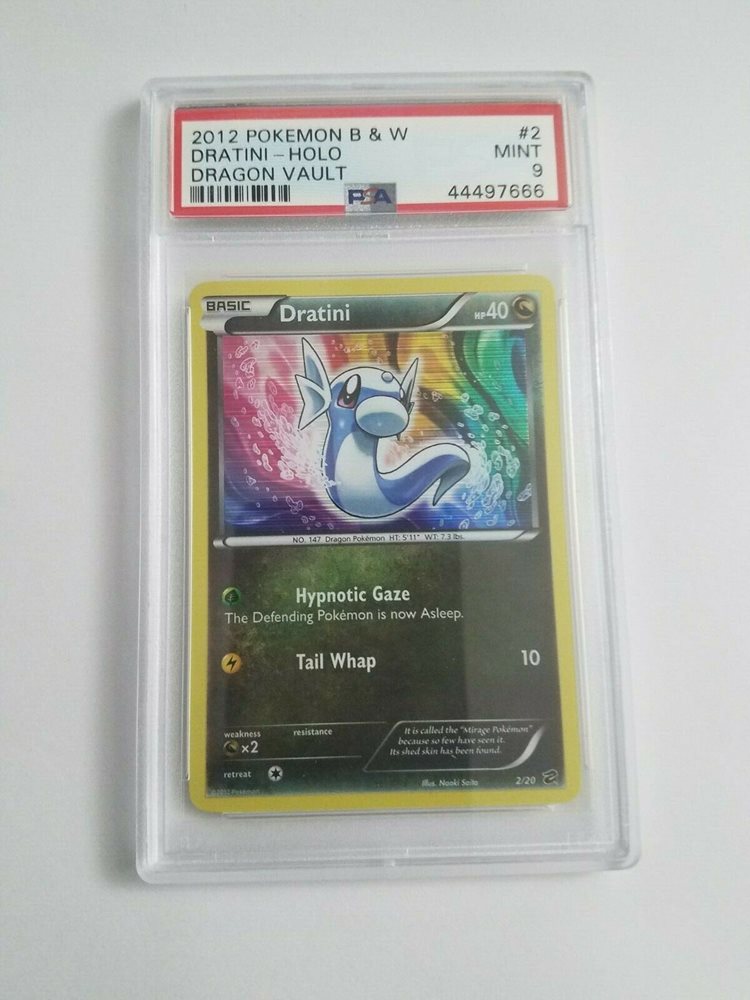 2012 POKEMON B & W #2
DRATINI - HOLO MINT
DRAGON VAULT 9
PSA 44497666
BASIC Dratini HP40
NO. 147 Dragon Pokémon HT: 5'11" WT: 7.3 lbs.
Hypnotic Gaze
The Defending Pokémon is now Asleep.
Tail Whap 10
weakness resistance
×2
It is called the "Mirage Pokémon"
because so few have seen it.
Its shed skin has been found.
retreat
Illus. Naoki Saito 2/20
©2012 Pokémon